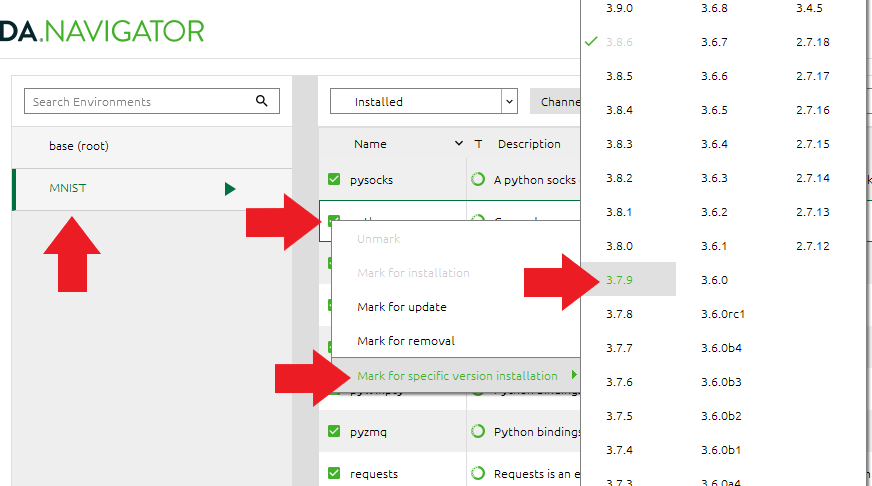 DA.NAVIGATOR
Search Environments
base (root)
MNIST
Installed
Channe
Name
T
Description
pysocks
A python socks
Unmark
Mark for installation
Mark for update
Mark for removal
Mark for specific version installation
pyzmq
Python bindings
requests
Requests is an e
3.9.0
3.8.6
3.8.5
3.8.4
3.8.3
3.8.2
3.8.1
3.8.0
3.7.9
3.7.8
3.7.7
3.7.6
3.7.5
3.7.4
3.7.3
3.6.8
3.6.7
3.6.6
3.6.5
3.6.4
3.6.3
3.6.2
3.6.1
3.6.0
3.6.0rc1
3.6.0b4
3.6.0b3
3.6.0b2
3.6.0b1
3.6.0a4
3.4.5
2.7.18
2.7.17
2.7.16
2.7.15
2.7.14
2.7.13
2.7.12